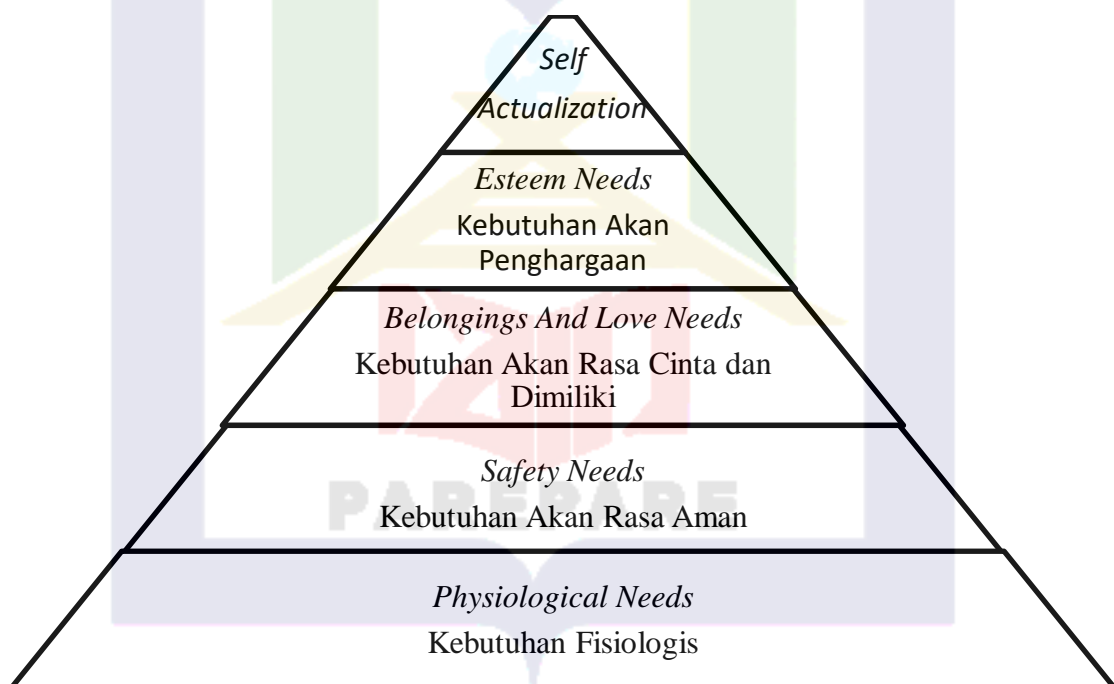 Self
Actualization
Esteem Needs
Kebutuhan Akan
Penghargaan
Belongings And Love Needs
Kebutuhan Akan Rasa Cinta dan
Dimiliki
Safety Needs
PAREPARE
Kebutuhan Akan Rasa Aman
Physiological Needs
Kebutuhan Fisiologis